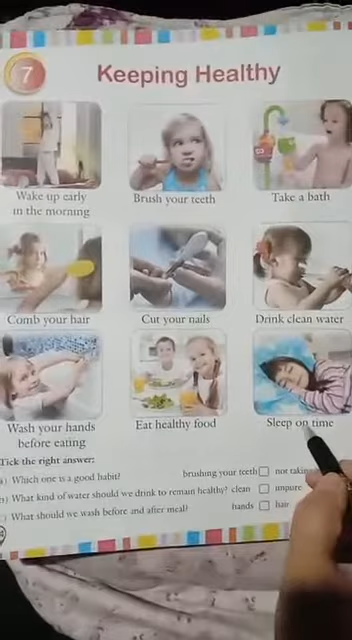 7
Keeping Healthy
Wake up early
in the morning
Brush your teeth
Take a bath
Comb your hair
Cut your nails
Drink clean water
Wash your hands
before eating
Eat healthy food
Sleep on time
Tick the right answer:
a) Which one is a good habit? brushing your teeth not
b) What kind of water should we drink to remain healthy? clean impure
What should we wash before and after meal? hands hair